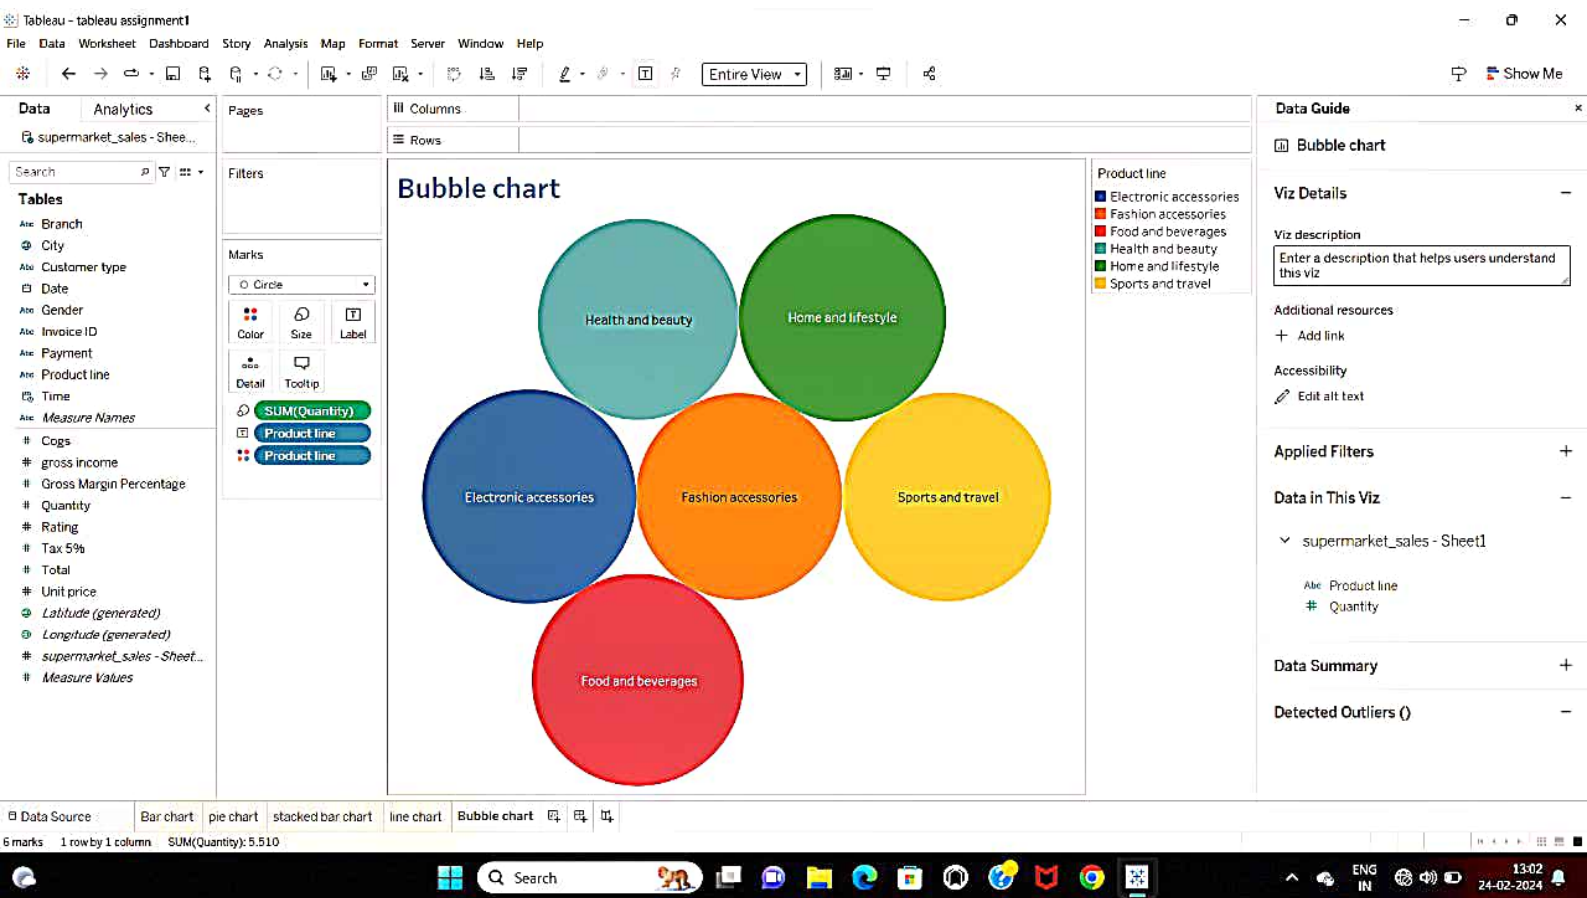 Tableau - tableau assignment1
File Data Worksheet Dashboard Story Analysis Map Format Server Window Help
Entire View
Show Me
Data Analytics
supermarket_sales - Shee...
Search
Tables
Abc Branch
City
Abc Customer type
Date
Abc Gender
Abc Invoice ID
Abc Payment
Abc Product line
Time
Abc Measure Names
# Cogs
# gross income
# Gross Margin Percentage
# Quantity
# Rating
# Tax 5%
# Total
# Unit price
Latitude (generated)
Longitude (generated)
# supermarket_sales - Sheet...
# Measure Values
Pages
Filters
Marks
Circle
Color Size Label
Detail Tooltip
SUM(Quantity)
Product line
Product line
Columns
Rows
Bubble chart
Health and beauty
Home and lifestyle
Electronic accessories
Fashion accessories
Sports and travel
Food and beverages
Product line
Electronic accessories
Fashion accessories
Food and beverages
Health and beauty
Home and lifestyle
Sports and travel
Data Guide
Bubble chart
Viz Details
Viz description
Enter a description that helps users understand
this viz
Additional resources
+ Add link
Accessibility
Edit alt text
Applied Filters
Data in This Viz
supermarket_sales - Sheet1
Abc Product line
# Quantity
Data Summary
Detected Outliers ()
Data Source Bar chart pie chart stacked bar chart line chart Bubble chart
6 marks 1 row by 1 column SUM(Quantity): 5.510
Search
ENG
IN
13:02
24-02-2024